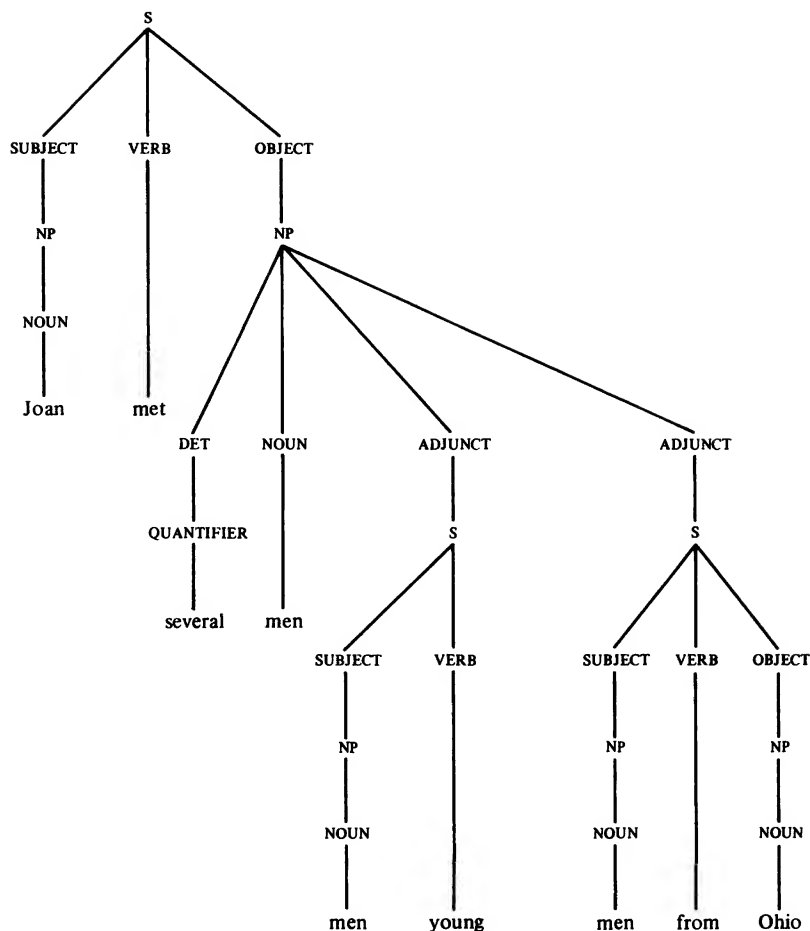 S
SUBJECT VERB OBJECT
NP NP
NOUN
Joan met
DET NOUN ADJUNCT ADJUNCT
QUANTIFIER S S
several men
SUBJECT VERB SUBJECT VERB OBJECT
NP NP NP
NOUN NOUN NOUN
men young men from Ohio